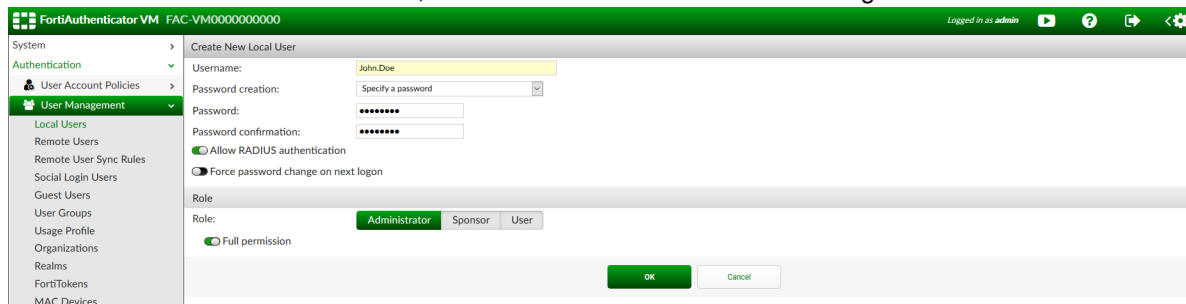 FortiAuthenticator VM FAC-VM0000000000
Logged in as admin
System
Authentication
User Account Policies
User Management
Local Users
Remote Users
Remote User Sync Rules
Social Login Users
Guest Users
User Groups
Usage Profile
Organizations
Realms
FortiTokens
MAC Devices
Create New Local User
Username: John.Doe
Password creation: Specify a password
Password: ●●●●●●●●
Password confirmation: ●●●●●●●●
Allow RADIUS authentication
Force password change on next logon
Role
Role: Administrator Sponsor User
Full permission
OK Cancel